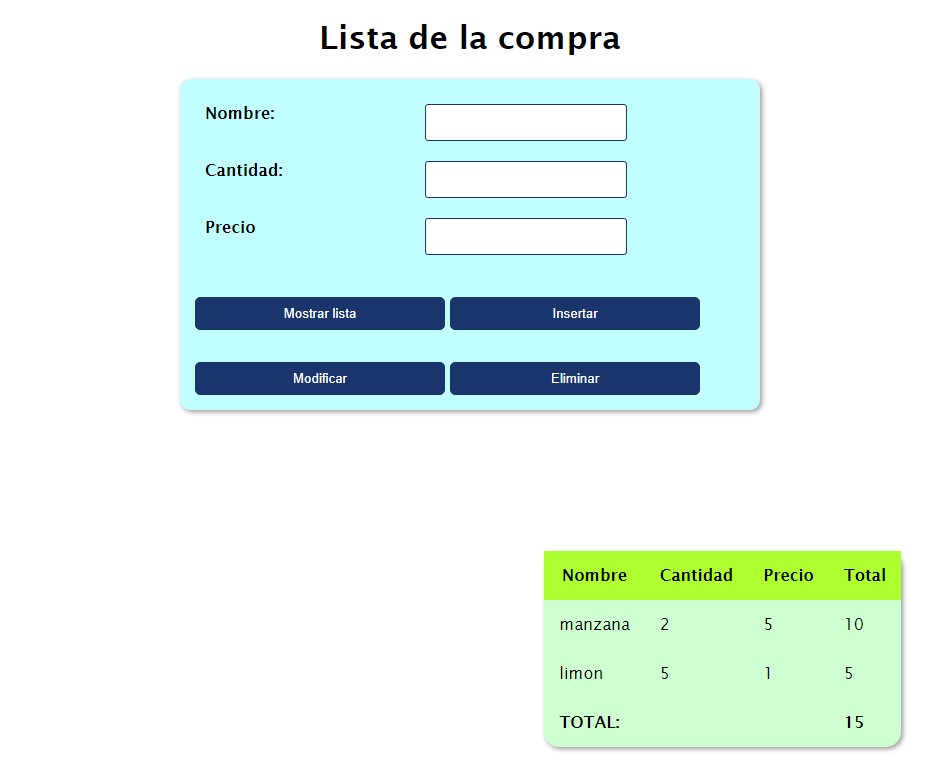 Lista de la compra
Nombre:
Cantidad:
Precio
Mostrar lista Insertar
Modificar Eliminar
Nombre Cantidad Precio Total
manzana 2 5 10
limon 5 1 5
TOTAL: 15